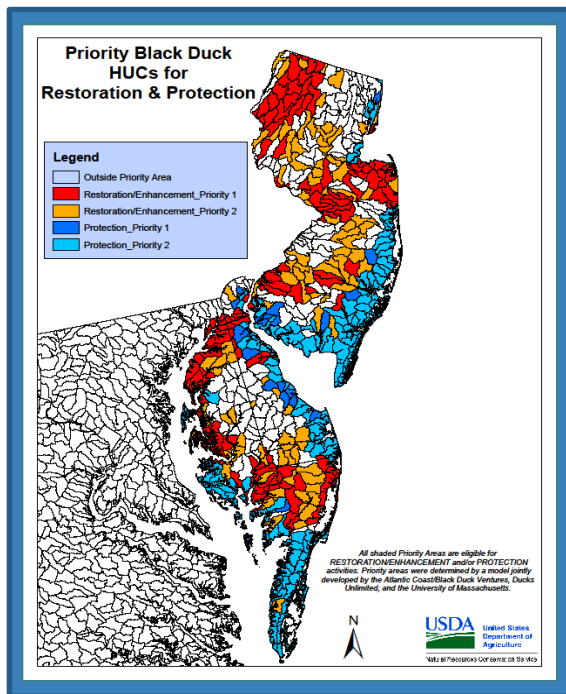 Priority Black Duck
HUCs for
Restoration & Protection
Legend
Outside Priority Area
Restoration/Enhancement_Priority 1
Restoration/Enhancement_Priority 2
Protection_Priority 1
Protection_Priority 2
All shaded Priority Areas are eligible for
RESTORATION/ENHANCEMENT and/or PROTECTION
activities. Priority areas were determined by a model jointly
developed by the Atlantic Coast/Black Duck Ventures, Ducks
Unlimited, and the University of Massachusetts.
N
USDA
United States
Department of
Agriculture
Natural Resources Conservation Service